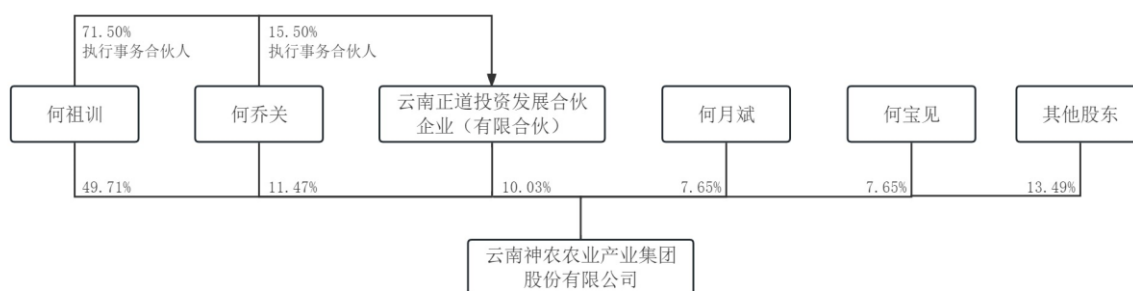 71.50%
执行事务合伙人
15.50%
执行事务合伙人
何祖训
何乔关
云南正道投资发展合伙
企业（有限合伙）
何月斌
何宝见
其他股东
49.71%
11.47%
10.03%
7.65%
7.65%
13.49%
云南神农农业产业集团
股份有限公司